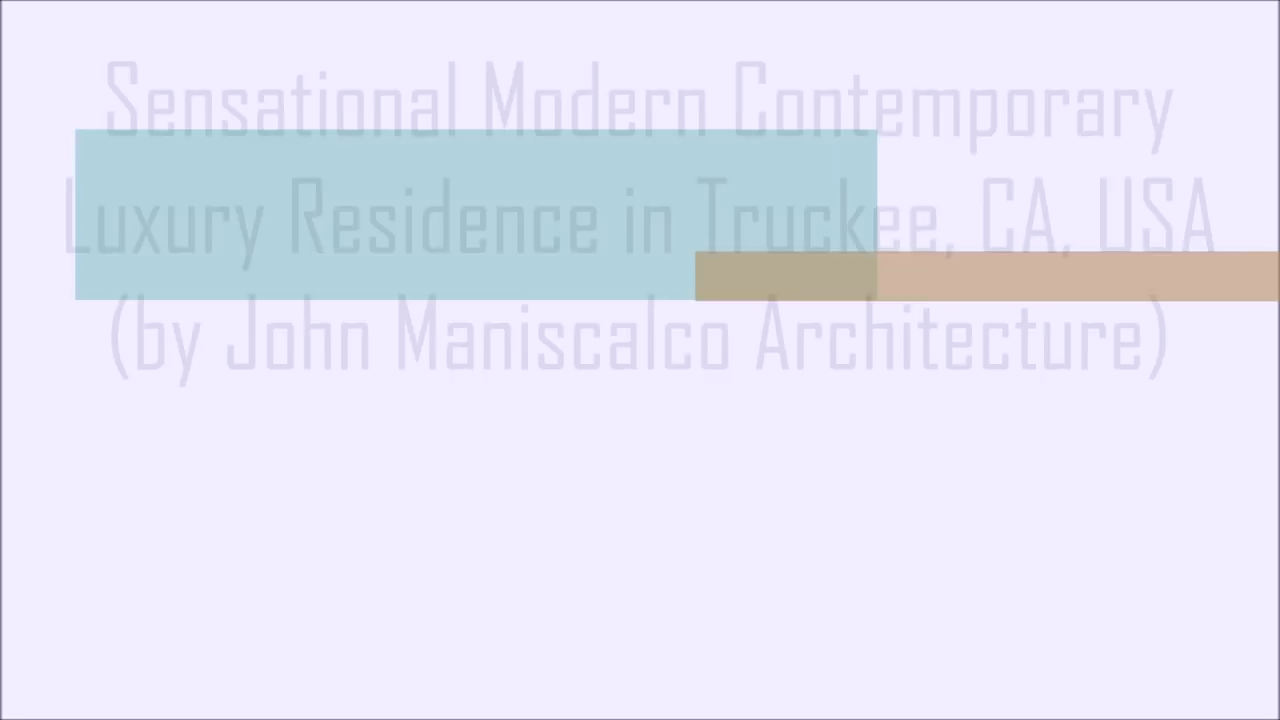 Sensational Modern Contemporary
Luxury Residence in Truckee, CA, USA
(by John Maniscalco Architecture)